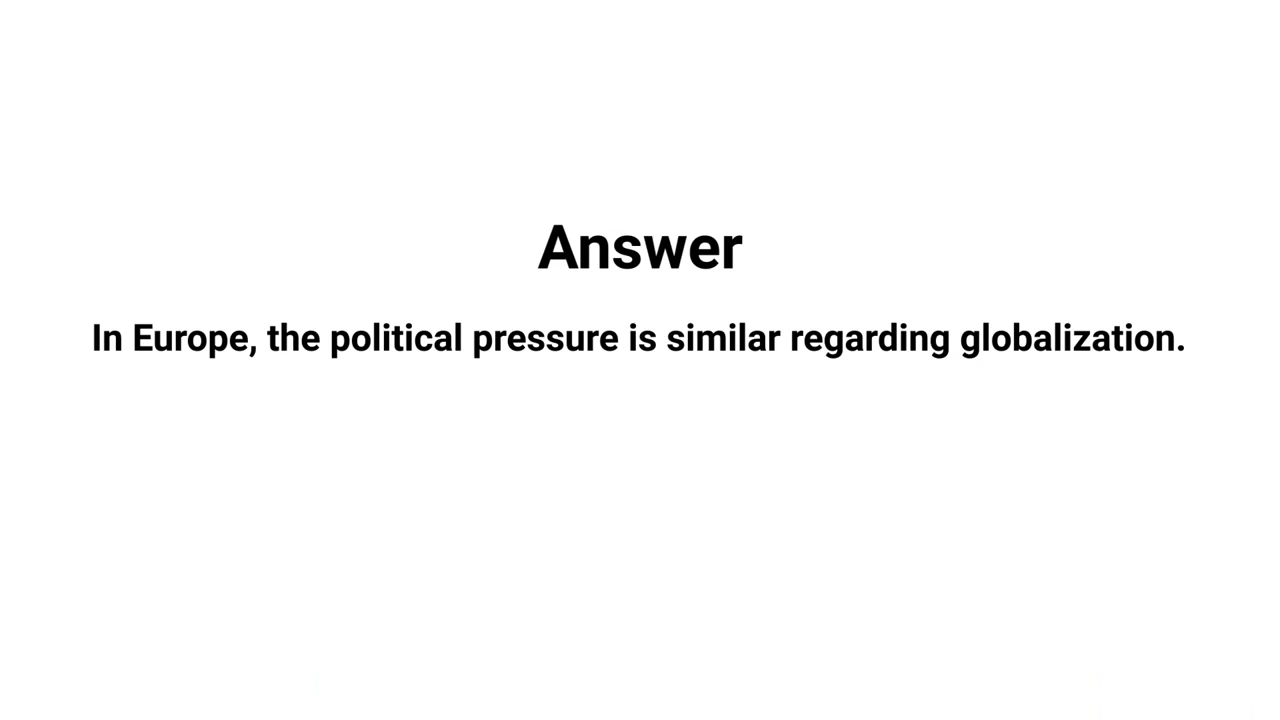 Answer
In Europe, the political pressure is similar regarding globalization.